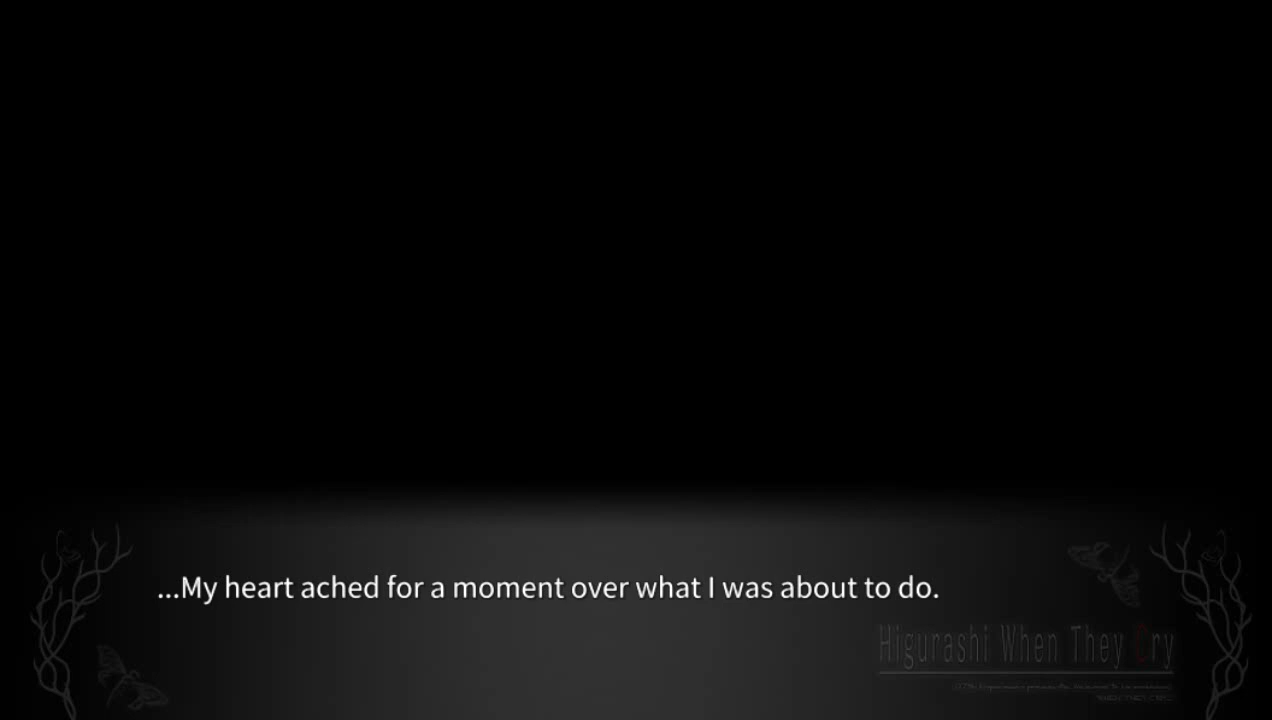 ...My heart ached for a moment over what I was about to do.
Higurashi When They Cry